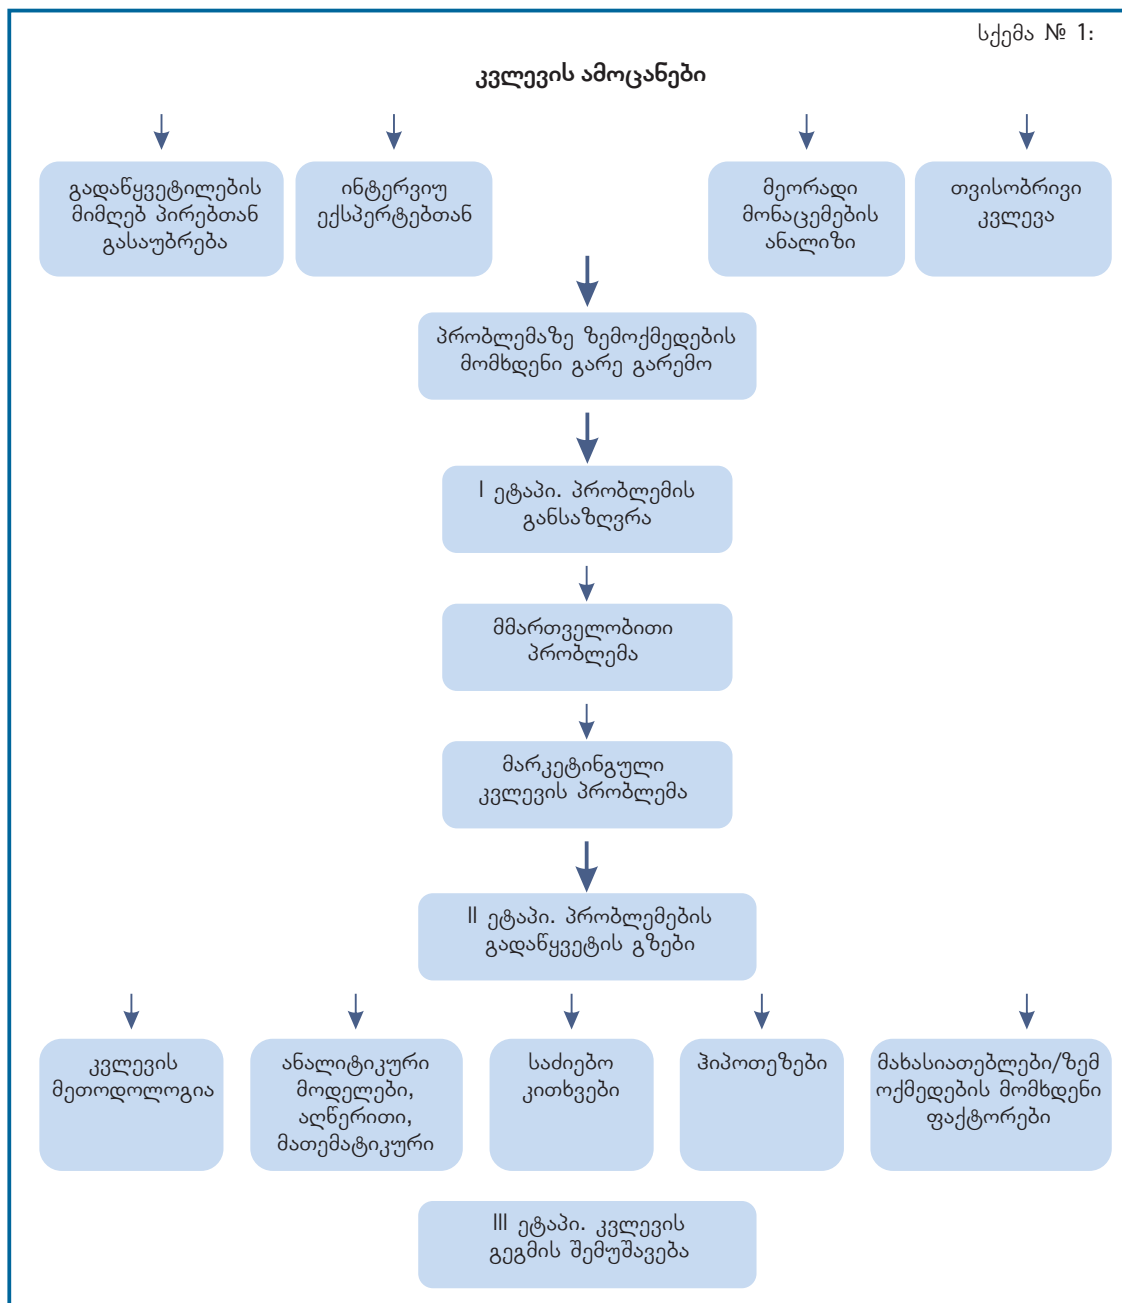 სქემა № 1:
კვლევის ამოცანები
გადაწყვეტილების
მიმღებ პირებთან
გასაუბრება
ინტერვიუ
ექსპერტებთან
მეორადი
მონაცემების
ანალიზი
თვისობრივი
კვლევა
პრობლემაზე ზემოქმედების
მომხდენი გარე გარემო
I ეტაპი. პრობლემის
განსაზღვრა
მმართველობითი
პრობლემა
მარკეტინგული
კვლევის პრობლემა
II ეტაპი. პრობლემების
გადაწყვეტის გზები
კვლევის
მეთოდოლოგია
ანალიტიკური
მოდელები,
აღწერითი,
მათემატიკური
საძიებო
კითხვები
ჰიპოთეზები
მახასიათებლები/ზემ
ოქმედების მომხდენი
ფაქტორები
III ეტაპი. კვლევის
გეგმის შემუშავება